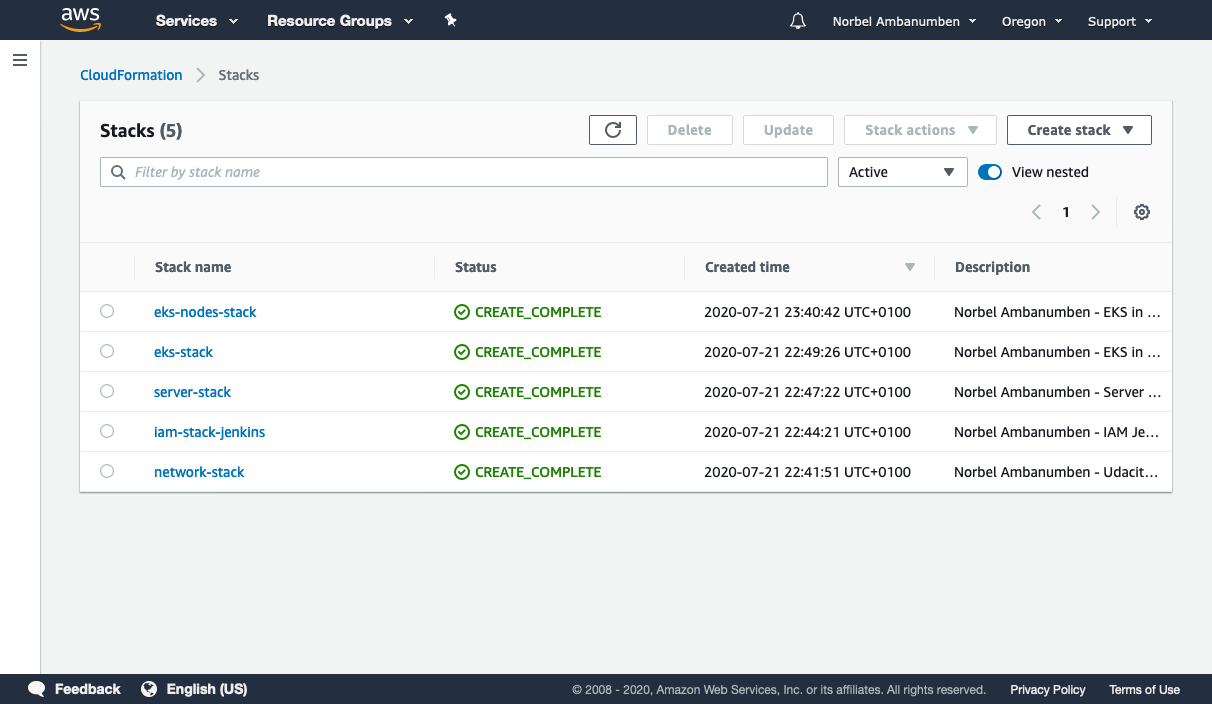 aws Services Resource Groups Norbel Ambanumben Oregon Support
CloudFormation Stacks
Stacks (5) Delete Update Stack actions Create stack
Filter by stack name Active View nested
1
Stack name Status Created time Description
eks-nodes-stack CREATE_COMPLETE 2020-07-21 23:40:42 UTC+0100 Norbel Ambanumben - EKS in ...
eks-stack CREATE_COMPLETE 2020-07-21 22:49:26 UTC+0100 Norbel Ambanumben - EKS in ...
server-stack CREATE_COMPLETE 2020-07-21 22:47:22 UTC+0100 Norbel Ambanumben - Server ...
iam-stack-jenkins CREATE_COMPLETE 2020-07-21 22:44:21 UTC+0100 Norbel Ambanumben - IAM Je...
network-stack CREATE_COMPLETE 2020-07-21 22:41:51 UTC+0100 Norbel Ambanumben - Udacit...
Feedback English (US) © 2008 - 2020, Amazon Web Services, Inc. or its affiliates. All rights reserved. Privacy Policy Terms of Use